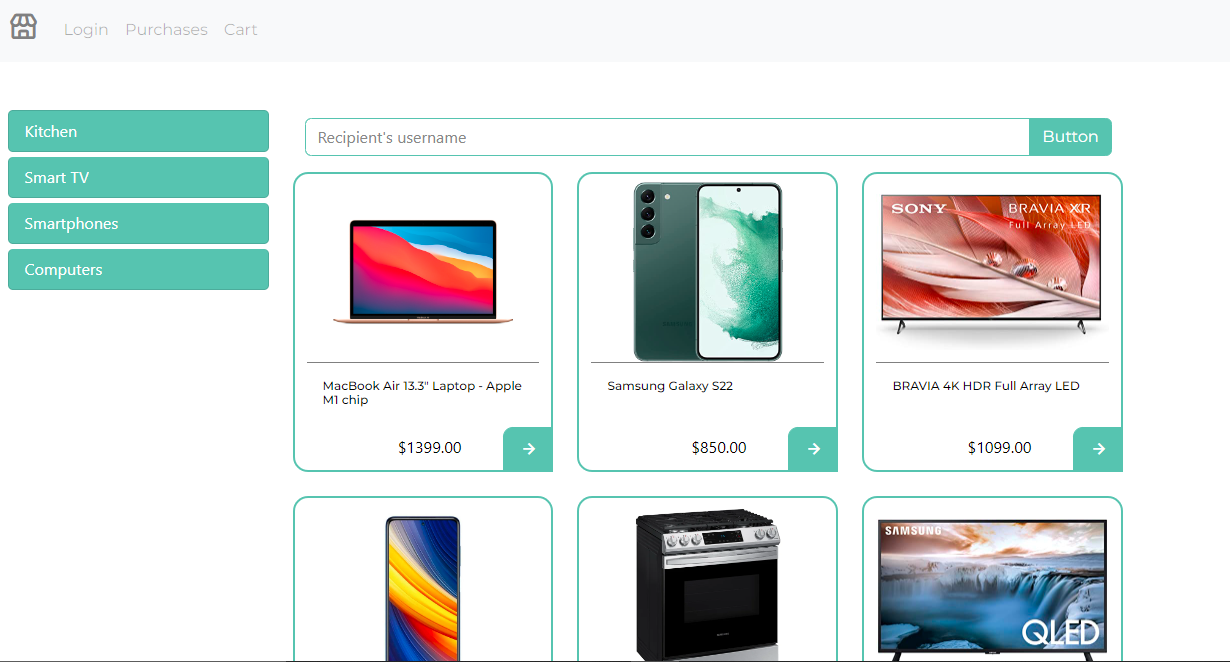 Login Purchases Cart
Kitchen
Smart TV
Smartphones
Computers
Recipient's username Button
SONY BRAVIA XR
Full Array LED
MacBook Air 13.3" Laptop - Apple
M1 chip
$1399.00
Samsung Galaxy S22
$850.00
BRAVIA 4K HDR Full Array LED
$1099.00
SAMSUNG
QLED